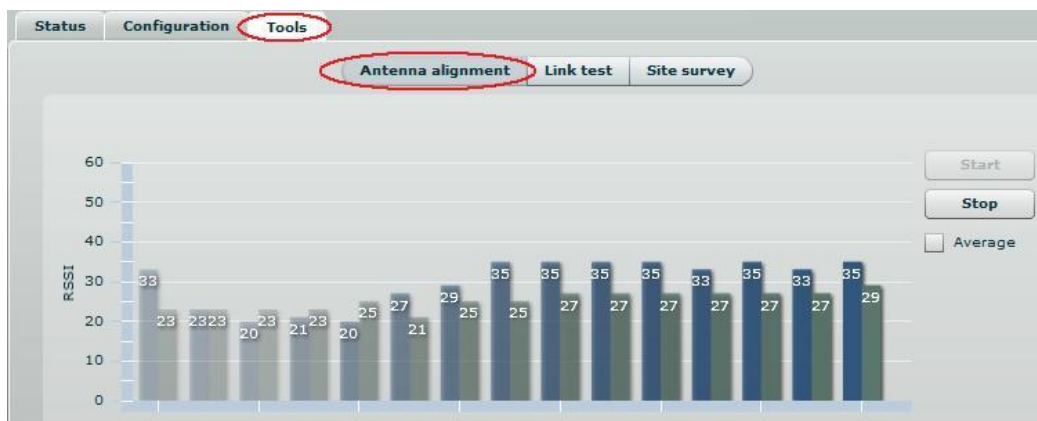 Status Configuration Tools
Antenna alignment Link test Site survey
60
50
40
30
20
10
0
RSSI
33 23 23 23 20 23 21 23 20 25 27 21 29 25 35 25 35 27 35 27 35 27 33 27 35 27 33 27 35 29
Start
Stop
Average